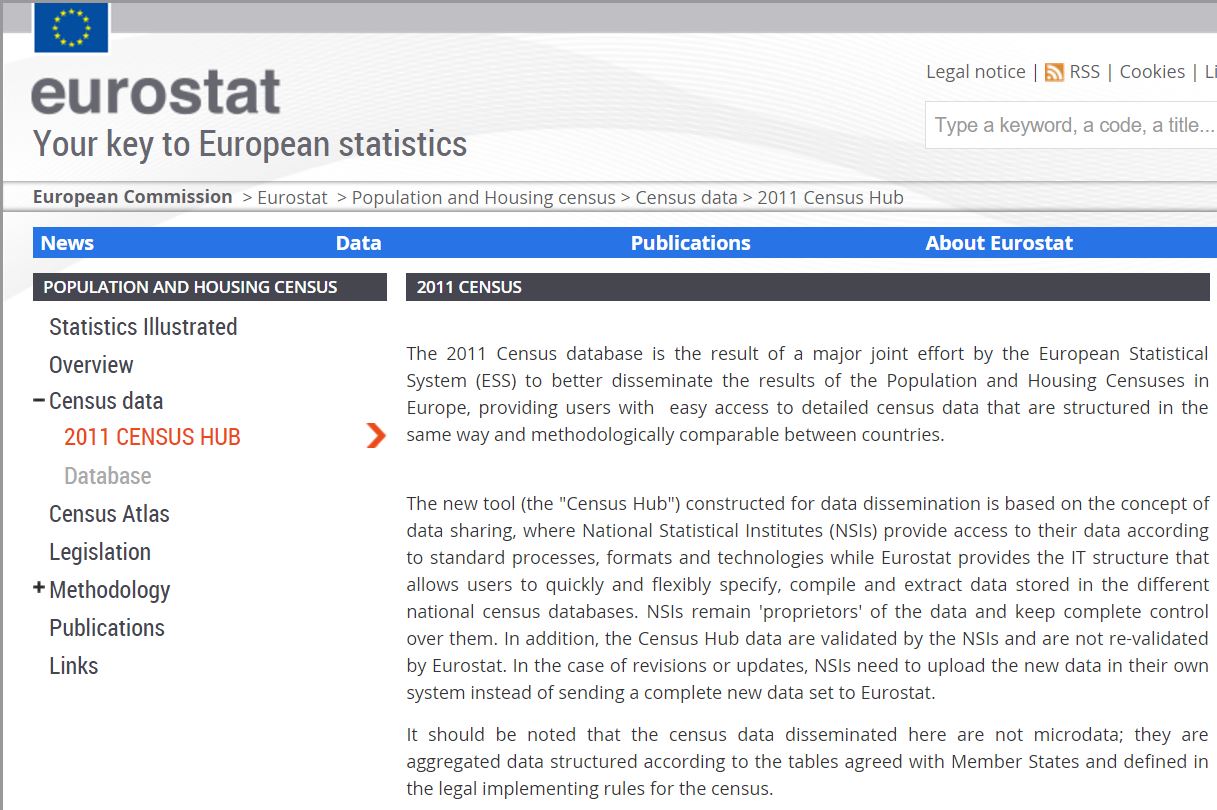 eurostat
Your key to European statistics
Legal notice | RSS | Cookies | Li
Type a keyword, a code, a title...
European Commission > Eurostat > Population and Housing census > Census data > 2011 Census Hub
News Data Publications About Eurostat
POPULATION AND HOUSING CENSUS
Statistics Illustrated
Overview
Census data
2011 CENSUS HUB
Database
Census Atlas
Legislation
Methodology
Publications
Links
2011 CENSUS
The 2011 Census database is the result of a major joint effort by the European Statistical
System (ESS) to better disseminate the results of the Population and Housing Censuses in
Europe, providing users with easy access to detailed census data that are structured in the
same way and methodologically comparable between countries.
The new tool (the "Census Hub") constructed for data dissemination is based on the concept of
data sharing, where National Statistical Institutes (NSIs) provide access to their data according
to standard processes, formats and technologies while Eurostat provides the IT structure that
allows users to quickly and flexibly specify, compile and extract data stored in the different
national census databases. NSIs remain 'proprietors' of the data and keep complete control
over them. In addition, the Census Hub data are validated by the NSIs and are not re-validated
by Eurostat. In the case of revisions or updates, NSIs need to upload the new data in their own
system instead of sending a complete new data set to Eurostat.
It should be noted that the census data disseminated here are not microdata; they are
aggregated data structured according to the tables agreed with Member States and defined in
the legal implementing rules for the census.